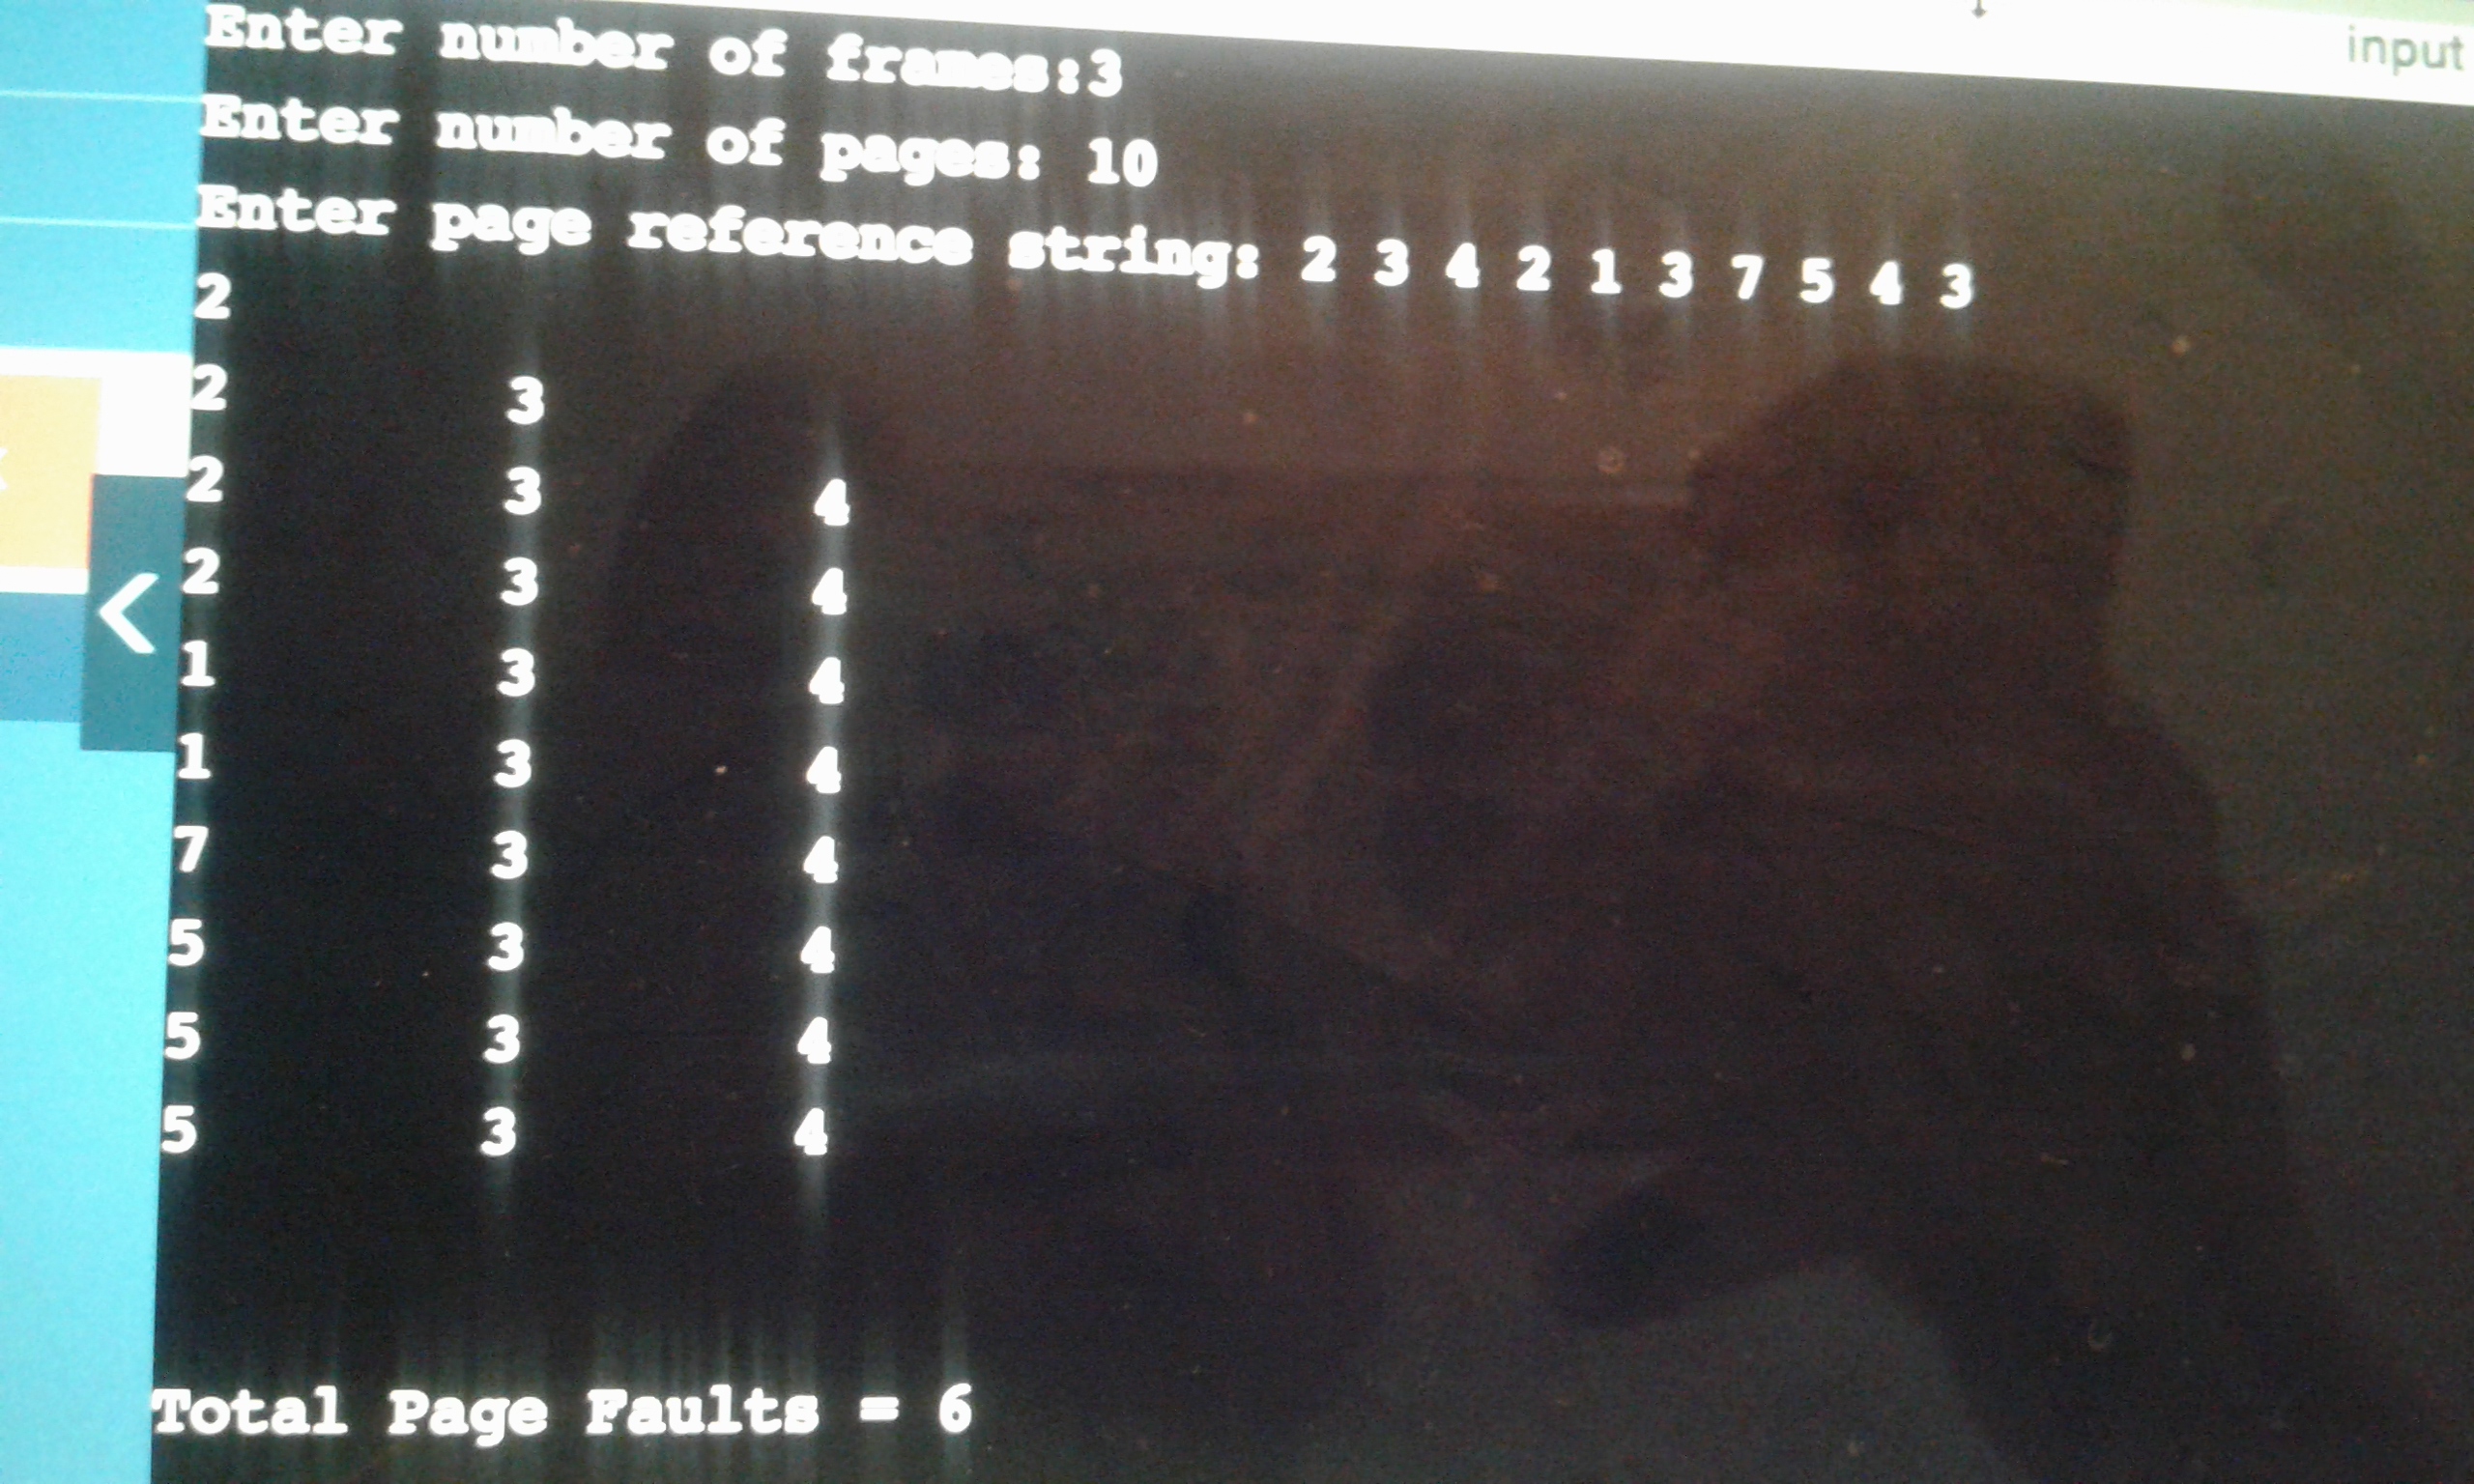 input
Enter number of frames:3
Enter number of pages: 10
Enter page reference string: 2 3 4 2 1 3 7 5 4 3
2
2 3
2 3 4
2 3 4
1 3 4
1 3 4
7 3 4
5 3 4
5 3 4
5 3 4
Total Page Faults = 6